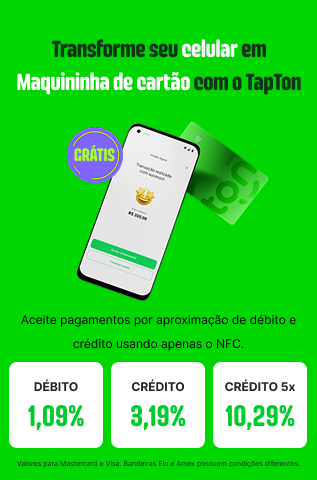 Transforme seu celular em
Maquininha de cartão com o TapTon
GRÁTIS
Transação realizada
com sucesso!
R$ 200,00
ton
Aceite pagamentos por aproximação de débito e
crédito usando apenas o NFC.
DÉBITO
1,09%
CRÉDITO
3,19%
CRÉDITO 5x
10,29%
Valores para Mastercard e Visa. Bandeiras Elo e Amex possuem condições diferentes.